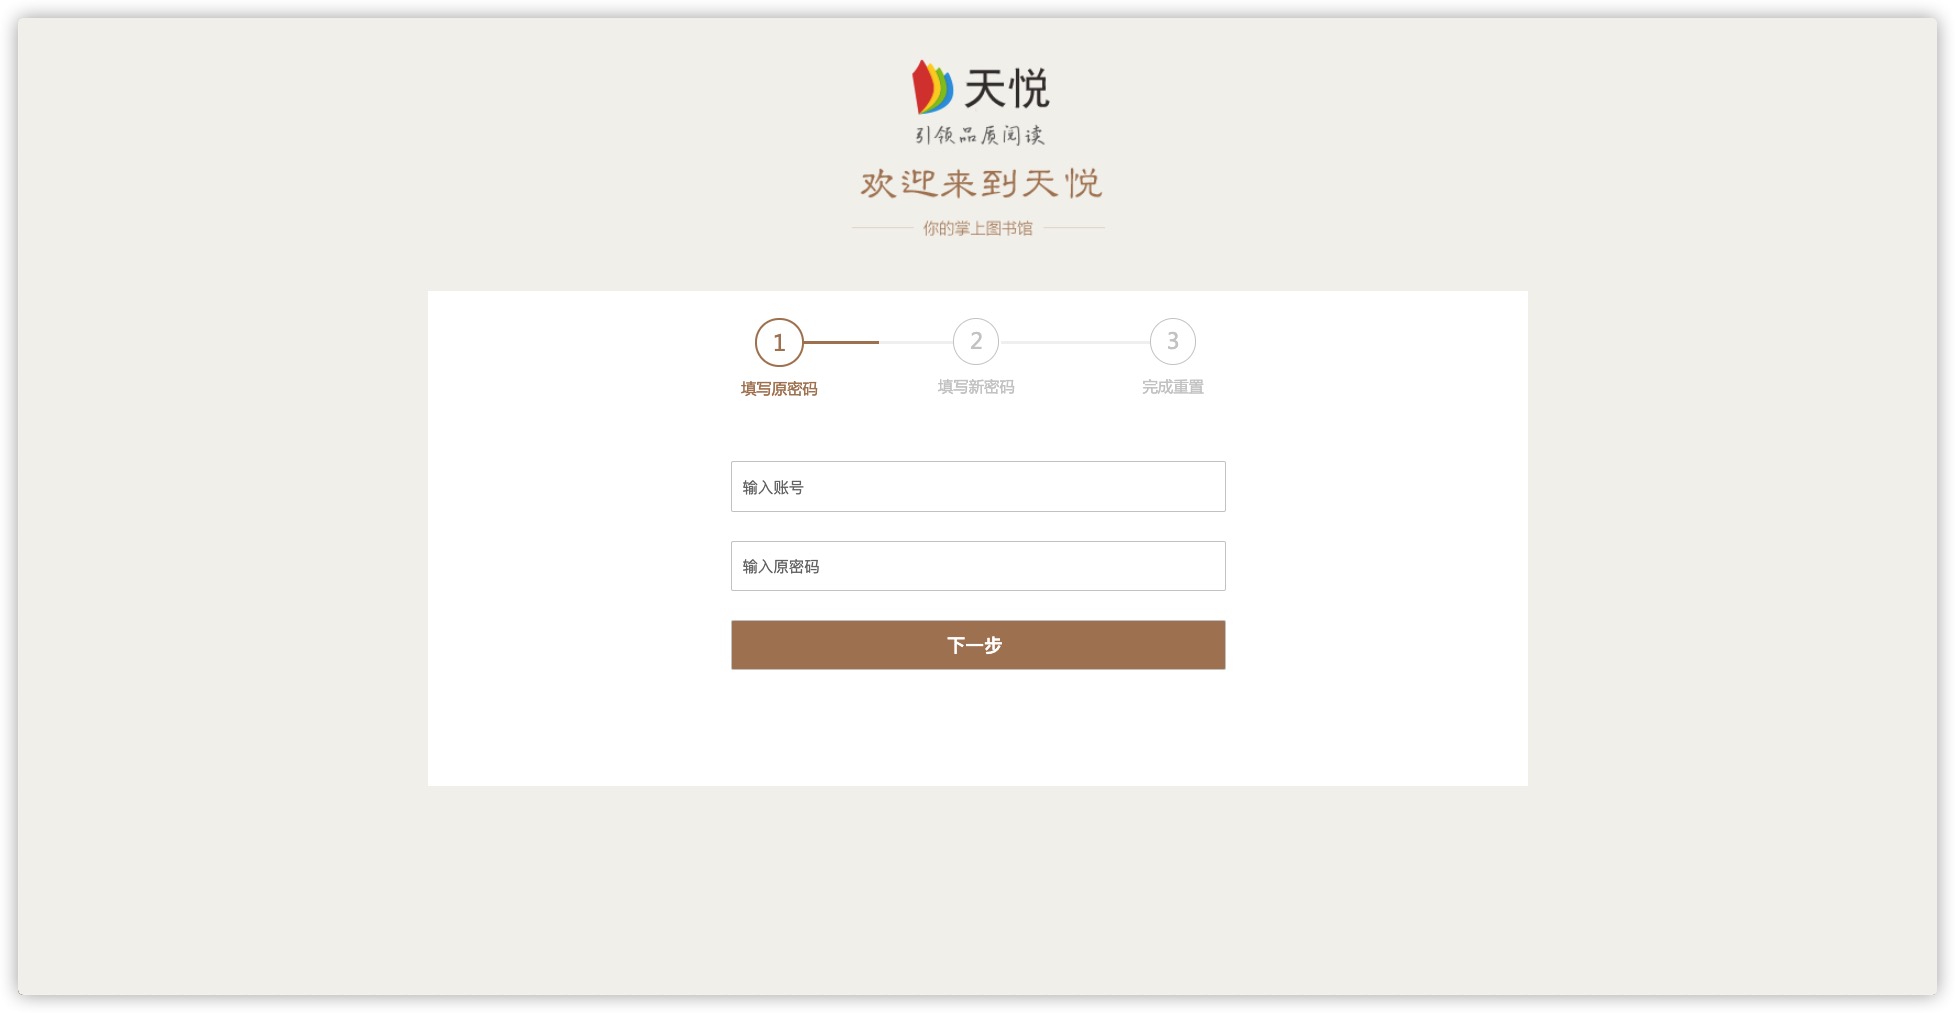 天悦
引领品质阅读
欢迎来到天悦
你的掌上图书馆
1 2 3
填写原密码 填写新密码 完成重置
输入账号
输入原密码
下一步